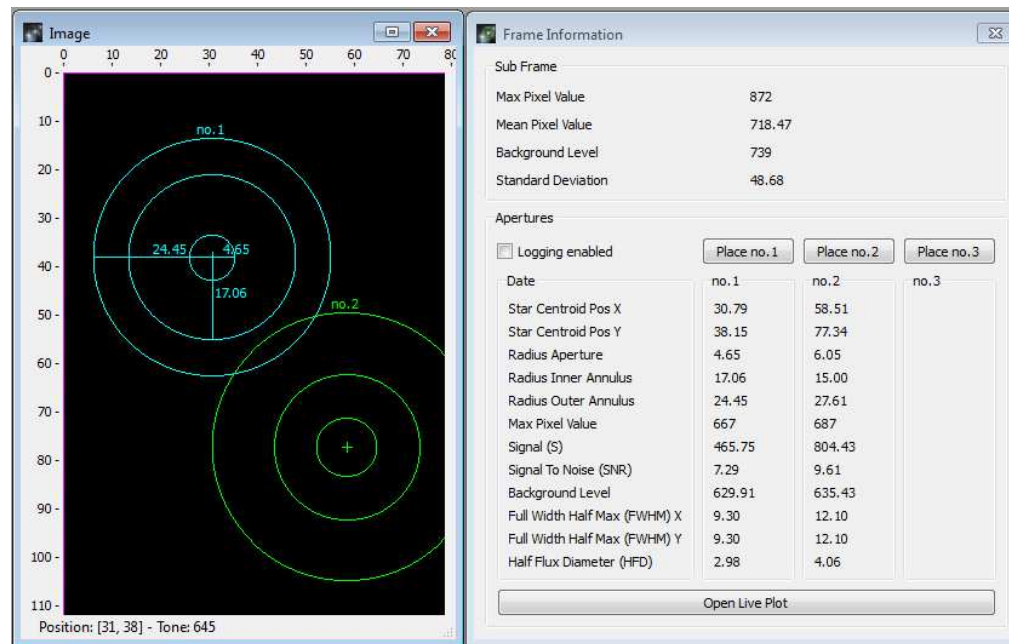 Image
0 10 20 30 40 50 60 70 80
0
10
20
30
40
50
60
70
80
90
100
110
no.1
24.45 4.65
17.06
no.2
Position: [31, 38] - Tone: 645
Frame Information
Sub Frame
Max Pixel Value 872
Mean Pixel Value 718.47
Background Level 739
Standard Deviation 48.68
Apertures
Logging enabled Place no.1 Place no.2 Place no.3
Date no.1 no.2 no.3
Star Centroid Pos X 30.79 58.51
Star Centroid Pos Y 38.15 77.34
Radius Aperture 4.65 6.05
Radius Inner Annulus 17.06 15.00
Radius Outer Annulus 24.45 27.61
Max Pixel Value 667 687
Signal (S) 465.75 804.43
Signal To Noise (SNR) 7.29 9.61
Background Level 629.91 635.43
Full Width Half Max (FWHM) X 9.30 12.10
Full Width Half Max (FWHM) Y 9.30 12.10
Half Flux Diameter (HFD) 2.98 4.06
Open Live Plot